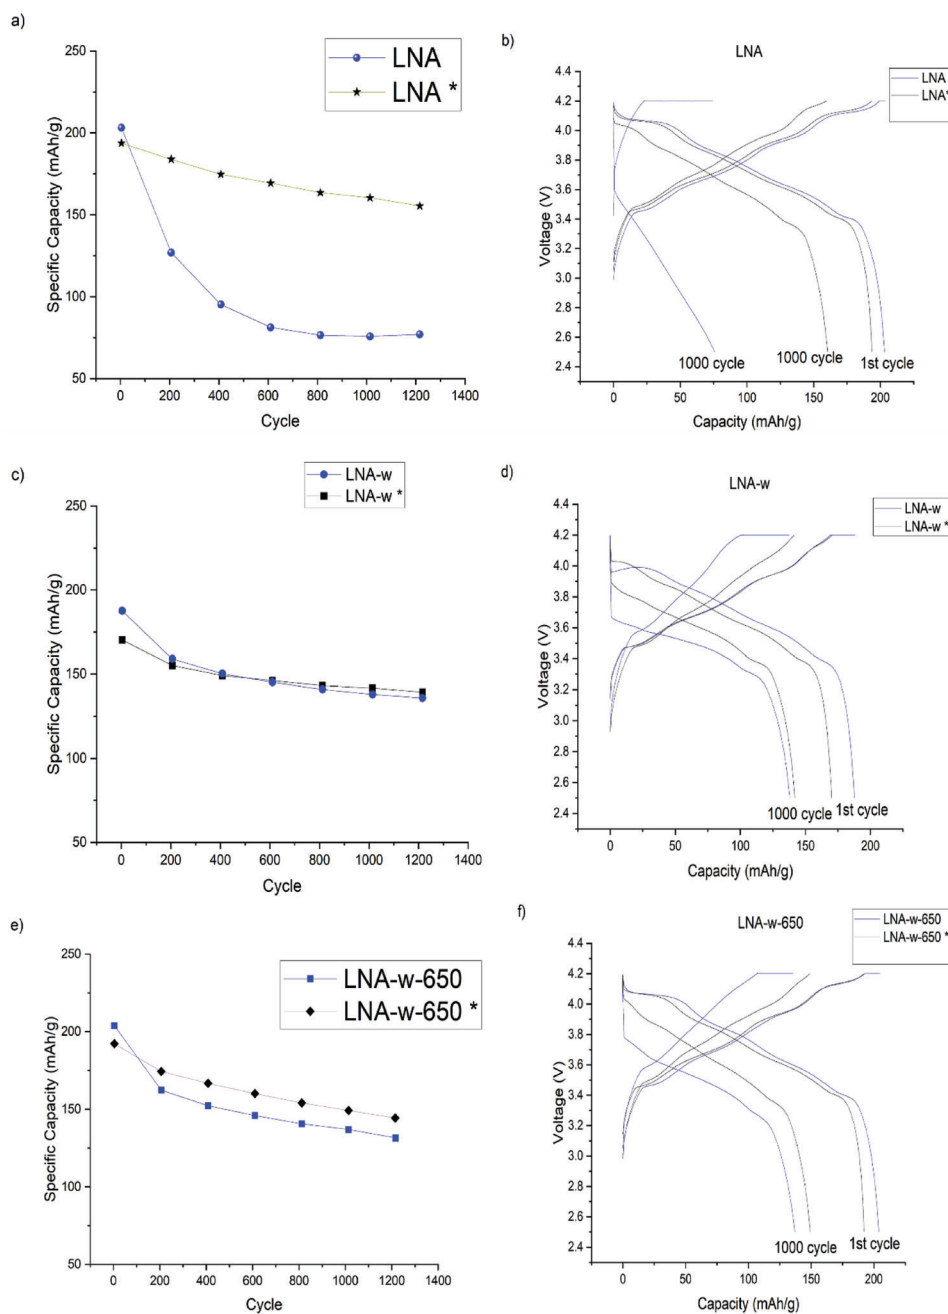 a)
250
200
150
100
50
Specific Capacity (mAh/g)
0 200 400 600 800 1000 1200 1400
Cycle
LNA
LNA *
b)
LNA
LNA
LNA*
4.4
4.2
4.0
3.8
3.6
3.4
3.2
3.0
2.8
2.6
2.4
Voltage (V)
1000 cycle
1000 cycle
1st cycle
0 50 100 150 200
Capacity (mAh/g)
c)
LNA-w
LNA-w *
250
200
150
100
50
Specific Capacity (mAh/g)
0 200 400 600 800 1000 1200 1400
Cycle
d)
LNA-w
LNA-w
LNA-w *
4.4
4.2
4.0
3.8
3.6
3.4
3.2
3.0
2.8
2.6
2.4
Voltage (V)
1000 cycle
1st cycle
0 50 100 150 200
Capacity (mAh/g)
e)
250
200
150
100
50
Specific Capacity (mAh/g)
LNA-w-650
LNA-w-650 *
0 200 400 600 800 1000 1200 1400
Cycle
f)
LNA-w-650
LNA-w-650
LNA-w-650 *
4.4
4.2
4.0
3.8
3.6
3.4
3.2
3.0
2.8
2.6
2.4
Voltage (V)
1000 cycle
1st cycle
0 50 100 150 200
Capacity (mAh/g)